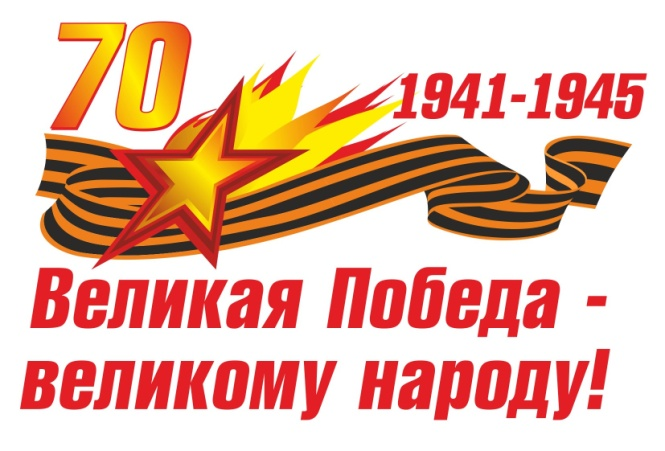 70
1941-1945
Великая Победа -
великому народу!